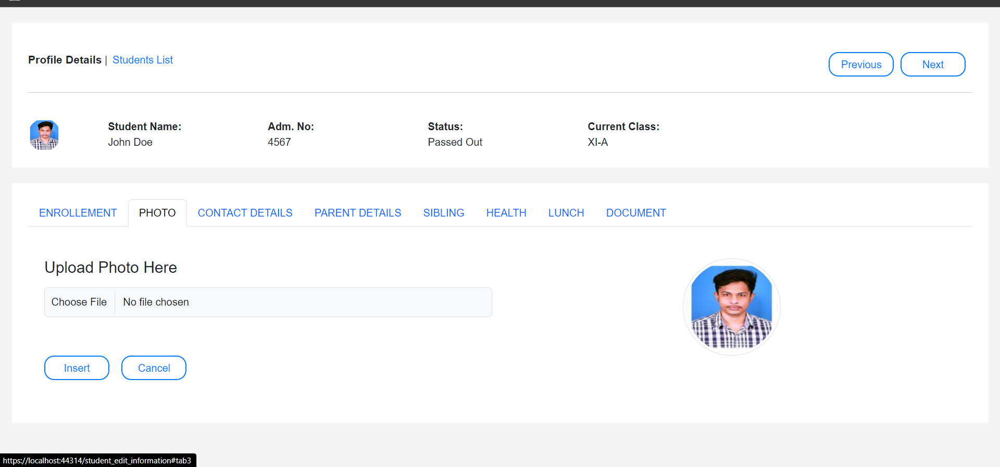 Profile Details | Students List
Previous
Next
Student Name:
John Doe
Adm. No:
4567
Status:
Passed Out
Current Class:
XI-A
ENROLLEMENT
PHOTO
CONTACT DETAILS
PARENT DETAILS
SIBLING
HEALTH
LUNCH
DOCUMENT
Upload Photo Here
Choose File
No file chosen
Insert
Cancel
https://localhost:44314/student_edit_information#tab3